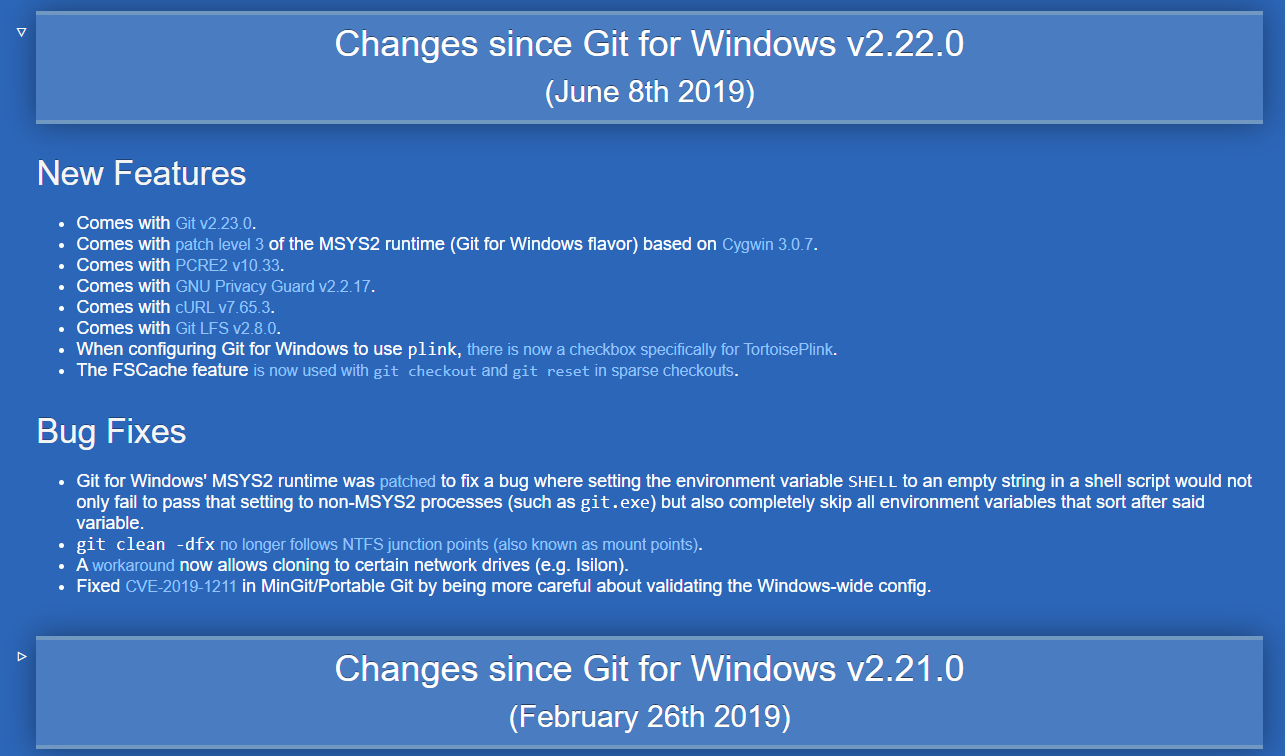 Changes since Git for Windows v2.22.0
(June 8th 2019)
New Features
Comes with Git v2.23.0.
Comes with patch level 3 of the MSYS2 runtime (Git for Windows flavor) based on Cygwin 3.0.7.
Comes with PCRE2 v10.33.
Comes with GNU Privacy Guard v2.2.17.
Comes with cURL v7.65.3.
Comes with Git LFS v2.8.0.
When configuring Git for Windows to use plink, there is now a checkbox specifically for TortoisePlink.
The FSCache feature is now used with git checkout and git reset in sparse checkouts.
Bug Fixes
Git for Windows' MSYS2 runtime was patched to fix a bug where setting the environment variable SHELL to an empty string in a shell script would not
only fail to pass that setting to non-MSYS2 processes (such as git.exe) but also completely skip all environment variables that sort after said
variable.
git clean -dfx no longer follows NTFS junction points (also known as mount points).
A workaround now allows cloning to certain network drives (e.g. Isilon).
Fixed CVE-2019-1211 in MinGit/Portable Git by being more careful about validating the Windows-wide config.
Changes since Git for Windows v2.21.0
(February 26th 2019)